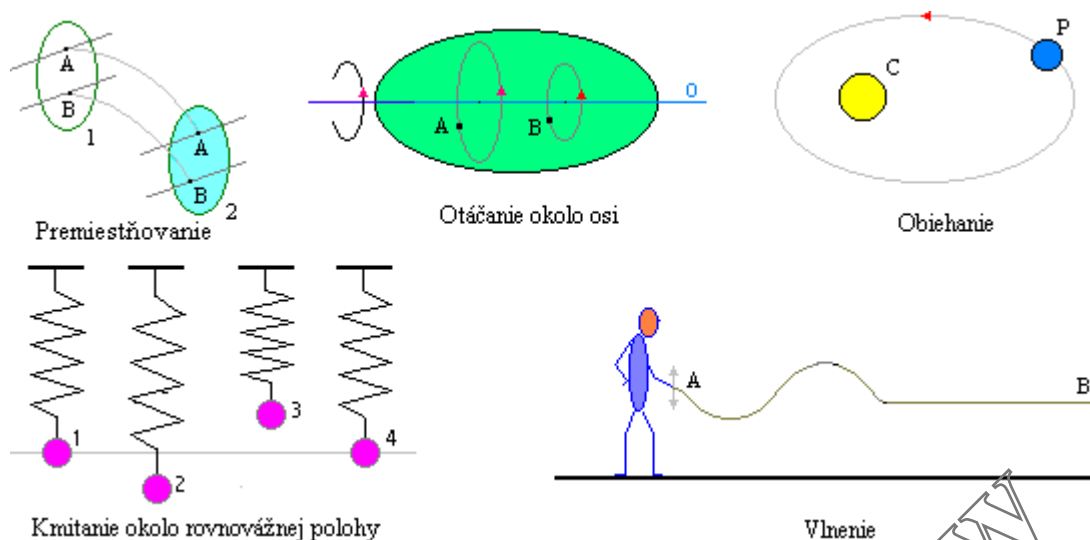 A
B
1
A
B
2
Premiestňovanie
A
B
0
Otáčanie okolo osi
C
P
Obiehanie
1
2
3
4
Kmitanie okolo rovnovážnej polohy
A
B
Vlnenie
W